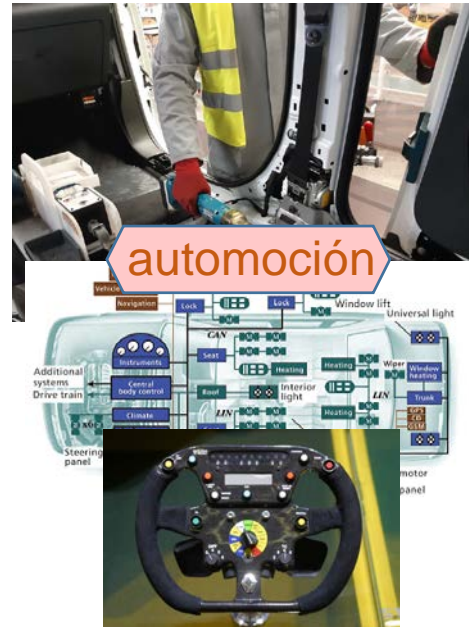 automoción
Vehicle
Navigation
Lock
Lock
Window lift
Universal light
CAN
Instruments
Seat
Heating
Heating
Wiper
Window heating
Additional systems
Drive train
Central body control
Roof
Interior light
Heating
LIN
LIN
Trunk
Climate
GPS
CD
GSM
x6
Steering panel
motor
panel